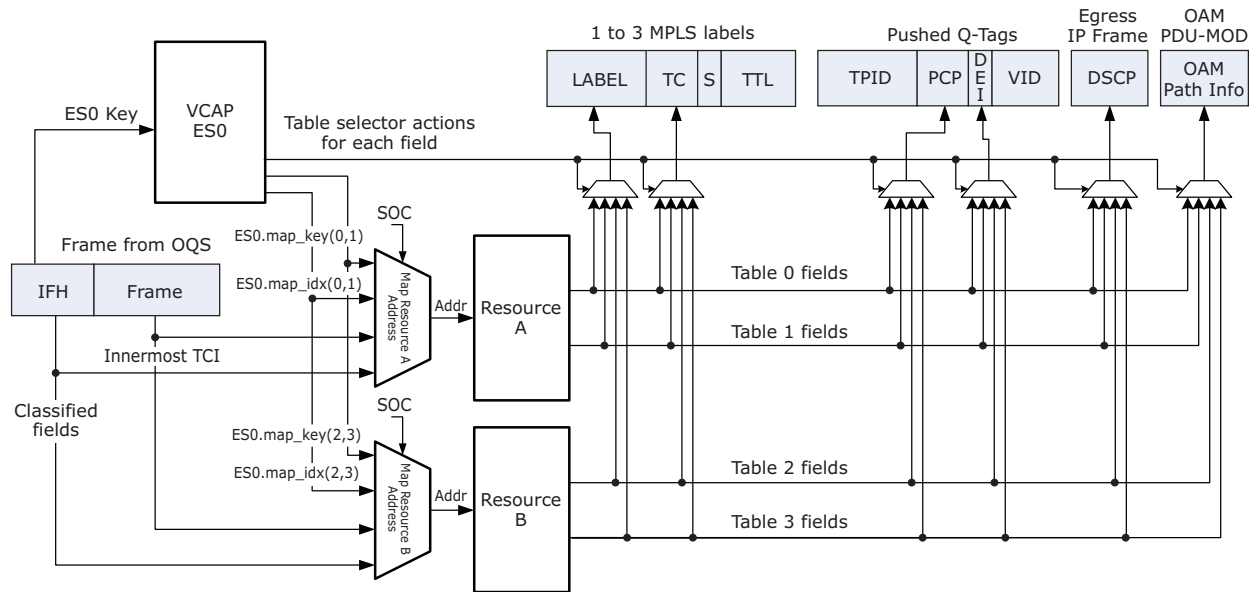 Egress
IP Frame
OAM
PDU-MOD
1 to 3 MPLS labels
Pushed Q-Tags
LABEL
TC
S
TTL
TPID
PCP
DEI
VID
DSCP
OAM
Path Info
ES0 Key
VCAP
ES0
Table selector actions
for each field
SOC
ES0.map_key(0,1)
Frame from OQS
IFH
Frame
ES0.map_idx(0,1)
Map Resource A
Address
Addr
Resource
A
Table 0 fields
Table 1 fields
Innermost TCI
Classified
fields
SOC
ES0.map_key(2,3)
ES0.map_idx(2,3)
Map Resource B
Address
Addr
Resource
B
Table 2 fields
Table 3 fields